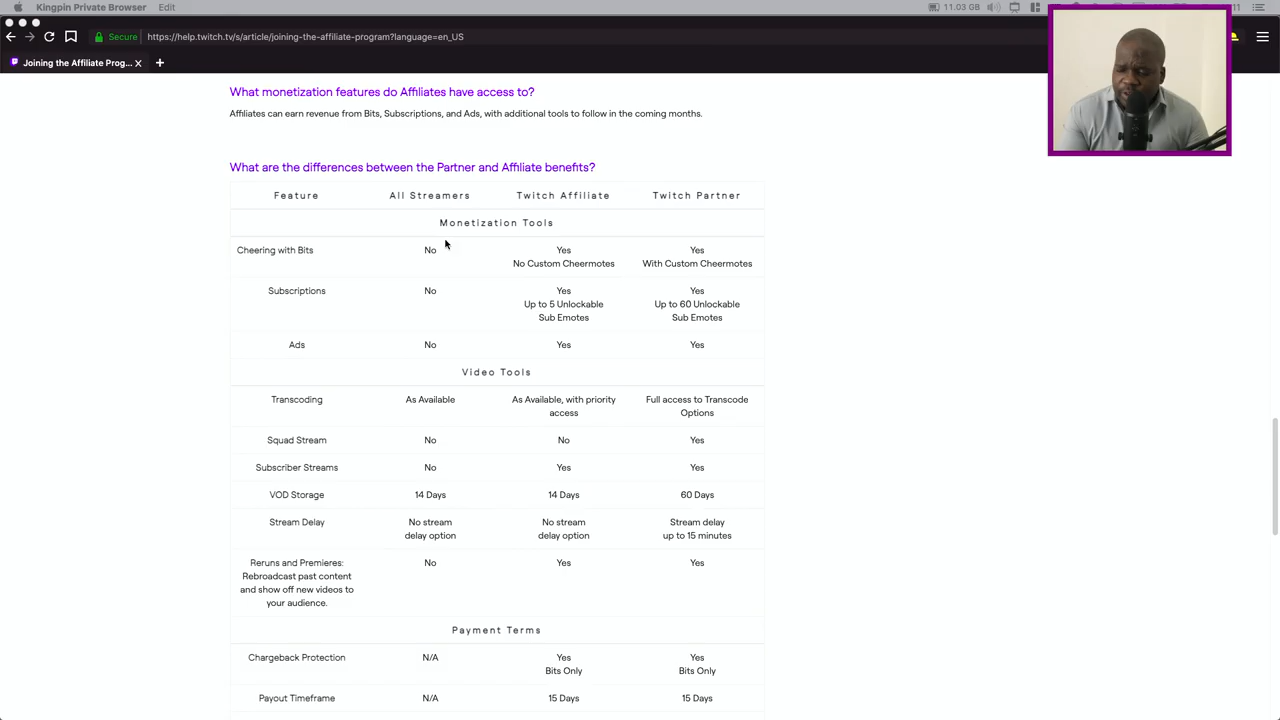 Kingpin Private Browser Edit 11.03 GB 11
Secure https://help.twitch.tv/s/article/joining-the-affiliate-program?language=en_US
Joining the Affiliate Prog...
What monetization features do Affiliates have access to?
Affiliates can earn revenue from Bits, Subscriptions, and Ads, with additional tools to follow in the coming months.
What are the differences between the Partner and Affiliate benefits?
Feature All Streamers Twitch Affiliate Twitch Partner
Monetization Tools
Cheering with Bits No Yes Yes
No Custom Cheermotes With Custom Cheermotes
Subscriptions No Yes Yes
Up to 5 Unlockable Up to 60 Unlockable
Sub Emotes Sub Emotes
Ads No Yes Yes
Video Tools
Transcoding As Available As Available, with priority Full access to Transcode
access Options
Squad Stream No No Yes
Subscriber Streams No Yes Yes
VOD Storage 14 Days 14 Days 60 Days
Stream Delay No stream No stream Stream delay
delay option delay option up to 15 minutes
Reruns and Premieres: No Yes Yes
Rebroadcast past content
and show off new videos to
your audience.
Payment Terms
Chargeback Protection N/A Yes Yes
Bits Only Bits Only
Payout Timeframe N/A 15 Days 15 Days